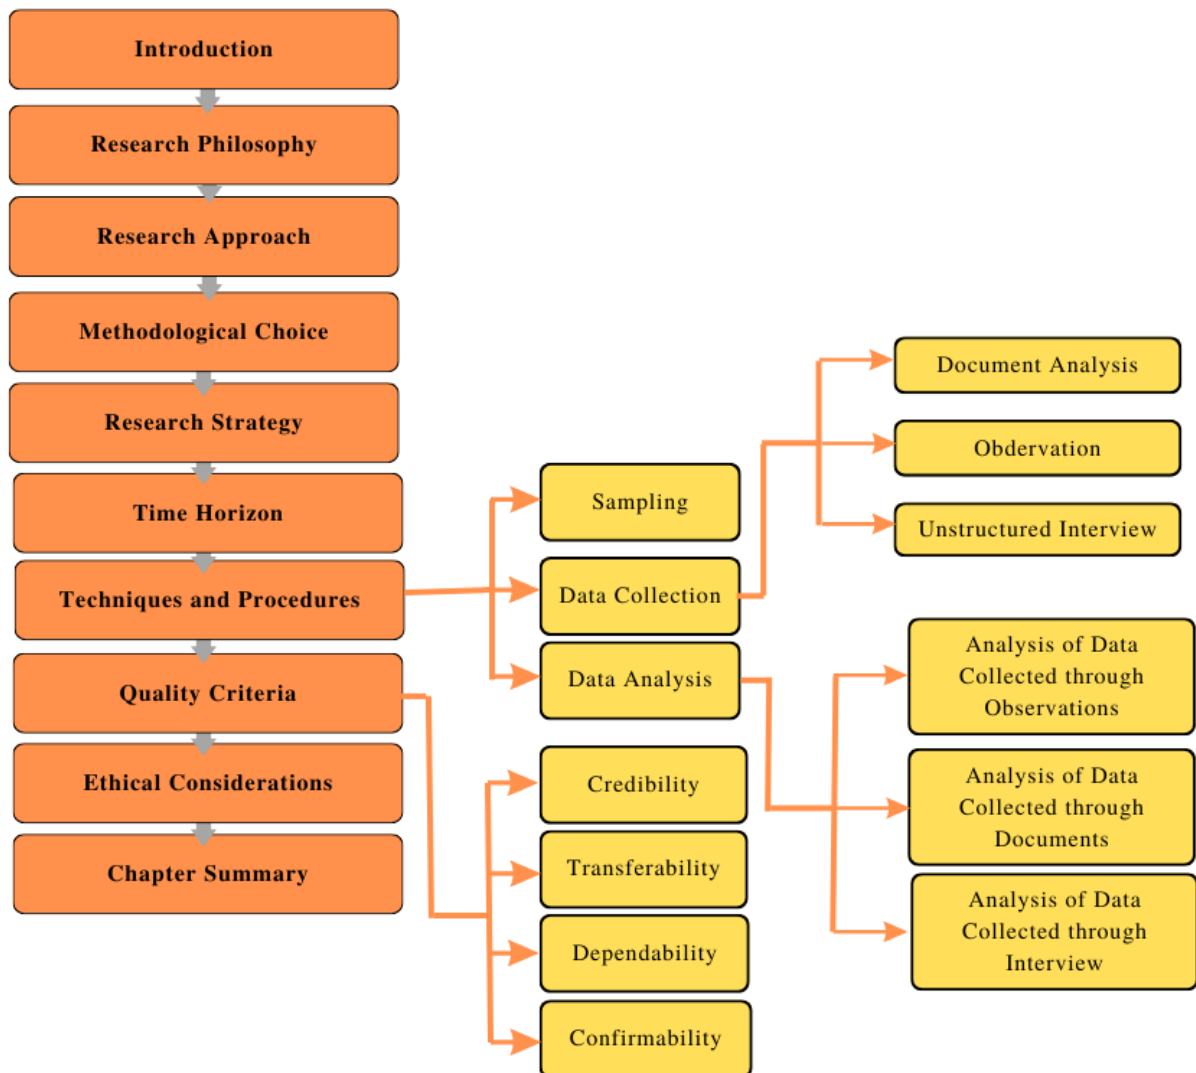 Introduction
Research Philosophy
Research Approach
Methodological Choice
Research Strategy
Time Horizon
Techniques and Procedures
Quality Criteria
Ethical Considerations
Chapter Summary
Sampling
Data Collection
Data Analysis
Credibility
Transferability
Dependability
Confirmability
Document Analysis
Obdervation
Unstructured Interview
Analysis of Data
Collected through
Observations
Analysis of Data
Collected through
Documents
Analysis of Data
Collected through
Interview